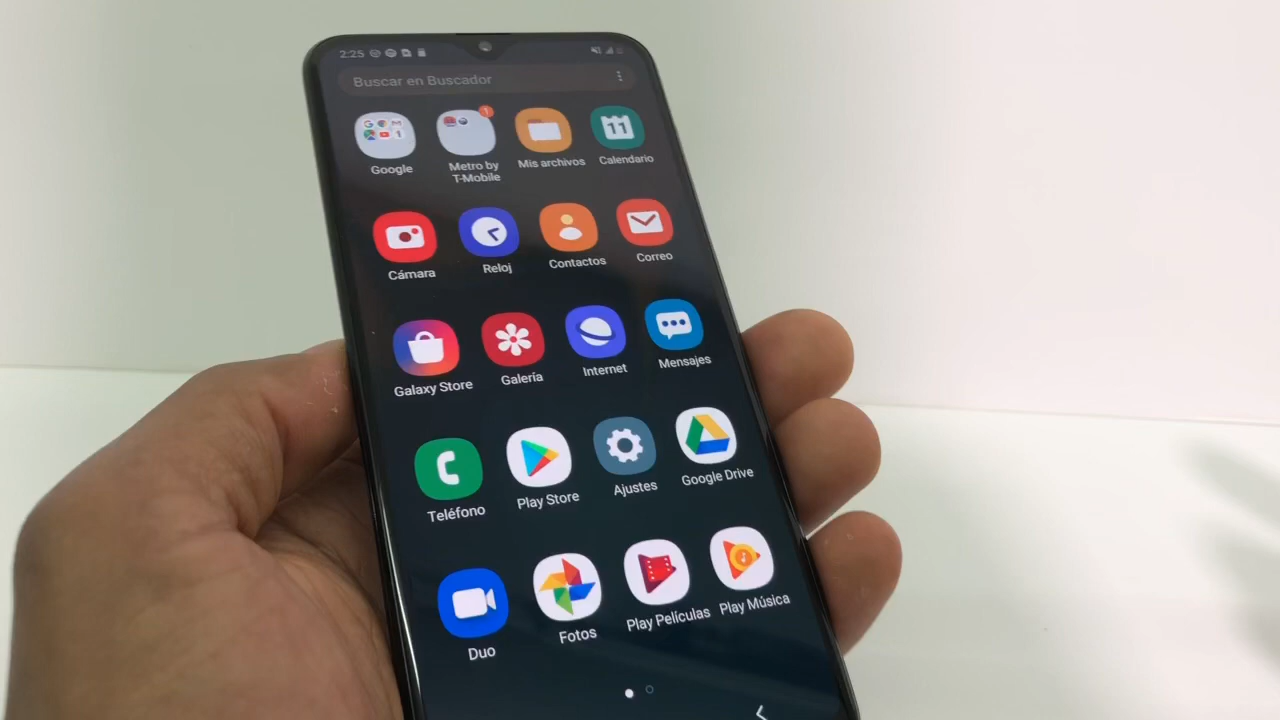 2:25
Buscar en Buscador
1
11
Google
Metro by
T-Mobile
Mis archivos
Calendario
Cámara
Reloj
Contactos
Correo
Galaxy Store
Galería
Internet
Mensajes
Teléfono
Play Store
Ajustes
Google Drive
Duo
Fotos
Play Películas
Play Música